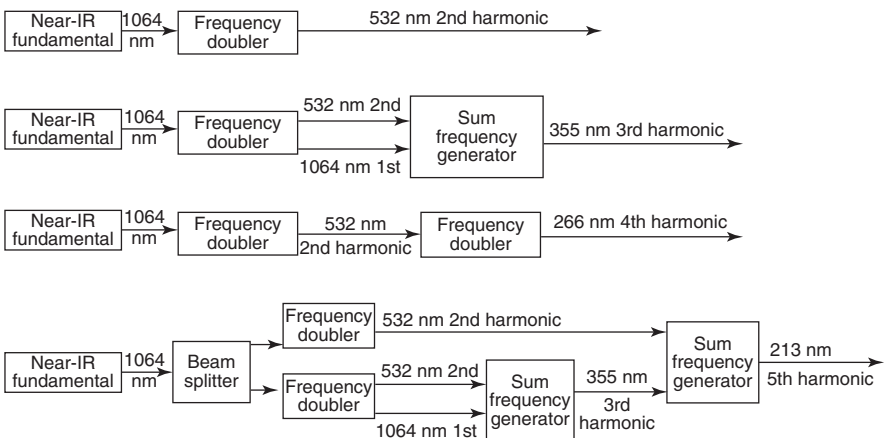 Near-IR
fundamental
1064
nm
Frequency
doubler
532 nm 2nd harmonic
Near-IR
fundamental
1064
nm
Frequency
doubler
532 nm 2nd
1064 nm 1st
Sum
frequency
generator
355 nm 3rd harmonic
Near-IR
fundamental
1064
nm
Frequency
doubler
532 nm
2nd harmonic
Frequency
doubler
266 nm 4th harmonic
Near-IR
fundamental
1064
nm
Beam
splitter
Frequency
doubler
532 nm 2nd harmonic
Frequency
doubler
532 nm 2nd
1064 nm 1st
Sum
frequency
generator
355 nm
3rd
harmonic
Sum
frequency
generator
213 nm
5th harmonic